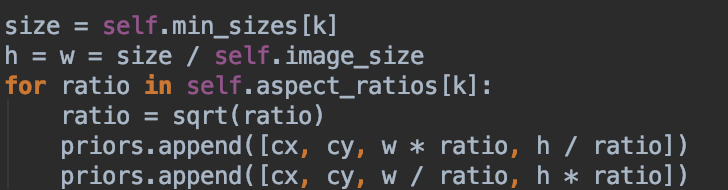 size = self.min_sizes[k]
h = w = size / self.image_size
for ratio in self.aspect_ratios[k]:
    ratio = sqrt(ratio)
    priors.append([cx, cy, w * ratio, h / ratio])
    priors.append([cx, cy, w / ratio, h * ratio])